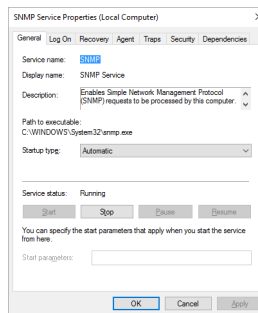 SNMP Service Properties (Local Computer)
General Log On Recovery Agent Traps Security Dependencies
Service name: SNMP
Display name: SNMP Service
Description: Enables Simple Network Management Protocol
(SNMP) requests to be processed by this computer.
Path to executable:
C:\WINDOWS\System32\snmp.exe
Startup type: Automatic
Service status: Running
Start Stop Pause Resume
You can specify the start parameters that apply when you start the service
from here.
Start parameters:
OK Cancel Apply